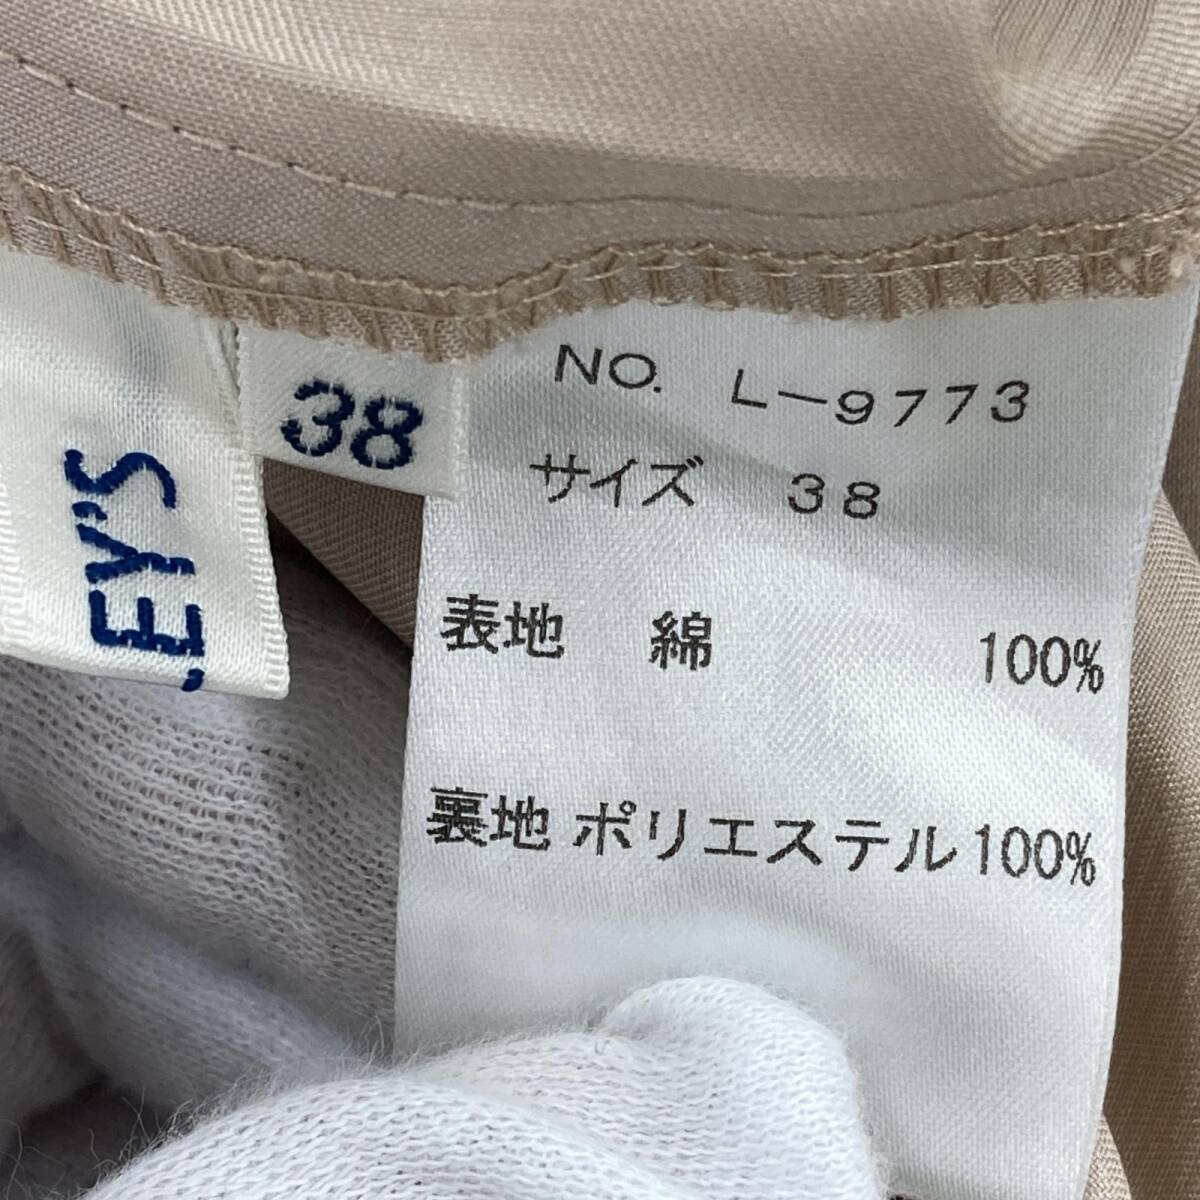 EY'S
38
NO. L-9773
サイズ 38
表地 綿 100%
裏地 ポリエステル100%